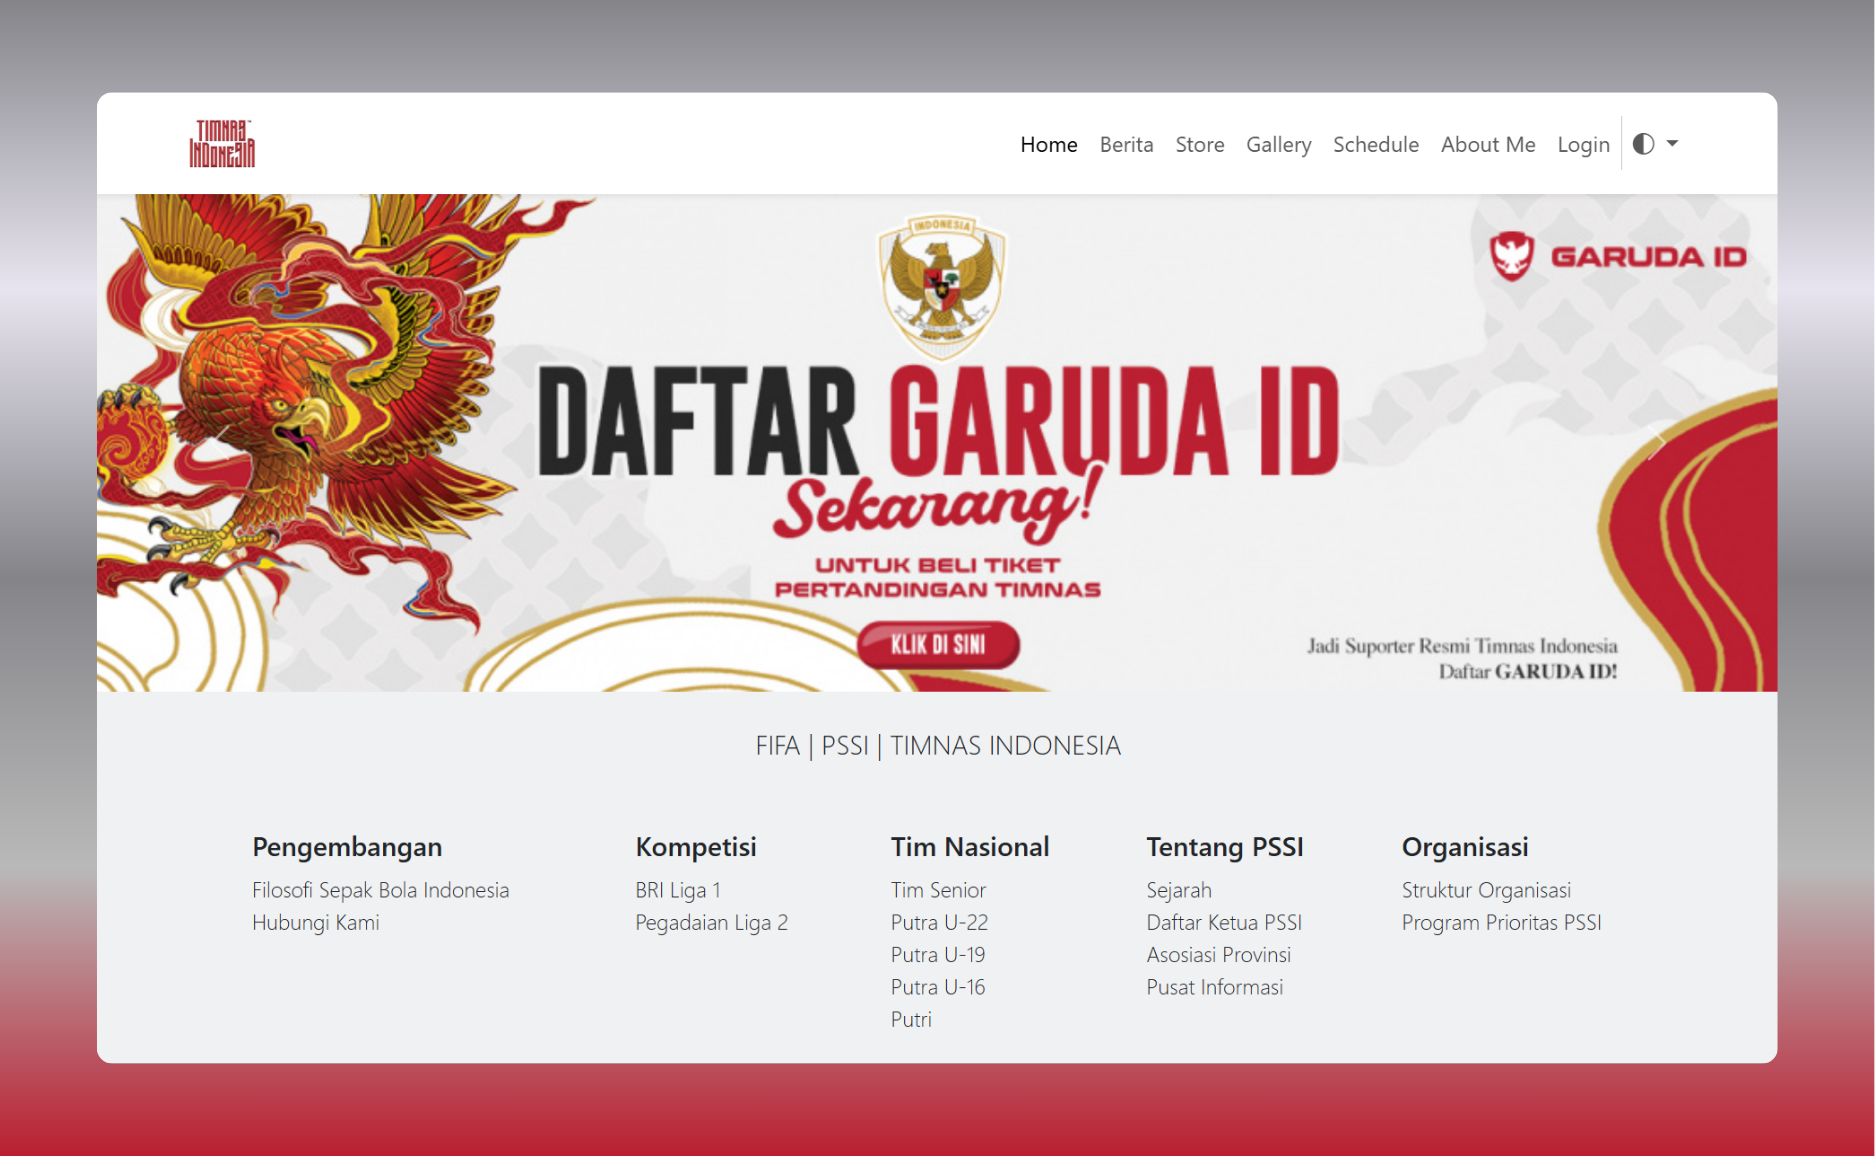 TIMNAS
INDONESIA
Home Berita Store Gallery Schedule About Me Login
INDONESIA
GARUDA ID
DAFTAR GARUDA ID
Sekarang!
UNTUK BELI TIKET
PERTANDINGAN TIMNAS
KLIK DI SINI
Jadi Suporter Resmi Timnas Indonesia
Daftar GARUDA ID!
FIFA | PSSI | TIMNAS INDONESIA
Pengembangan
Filosofi Sepak Bola Indonesia
Hubungi Kami
Kompetisi
BRI Liga 1
Pegadaian Liga 2
Tim Nasional
Tim Senior
Putra U-22
Putra U-19
Putra U-16
Putri
Tentang PSSI
Sejarah
Daftar Ketua PSSI
Asosiasi Provinsi
Pusat Informasi
Organisasi
Struktur Organisasi
Program Prioritas PSSI